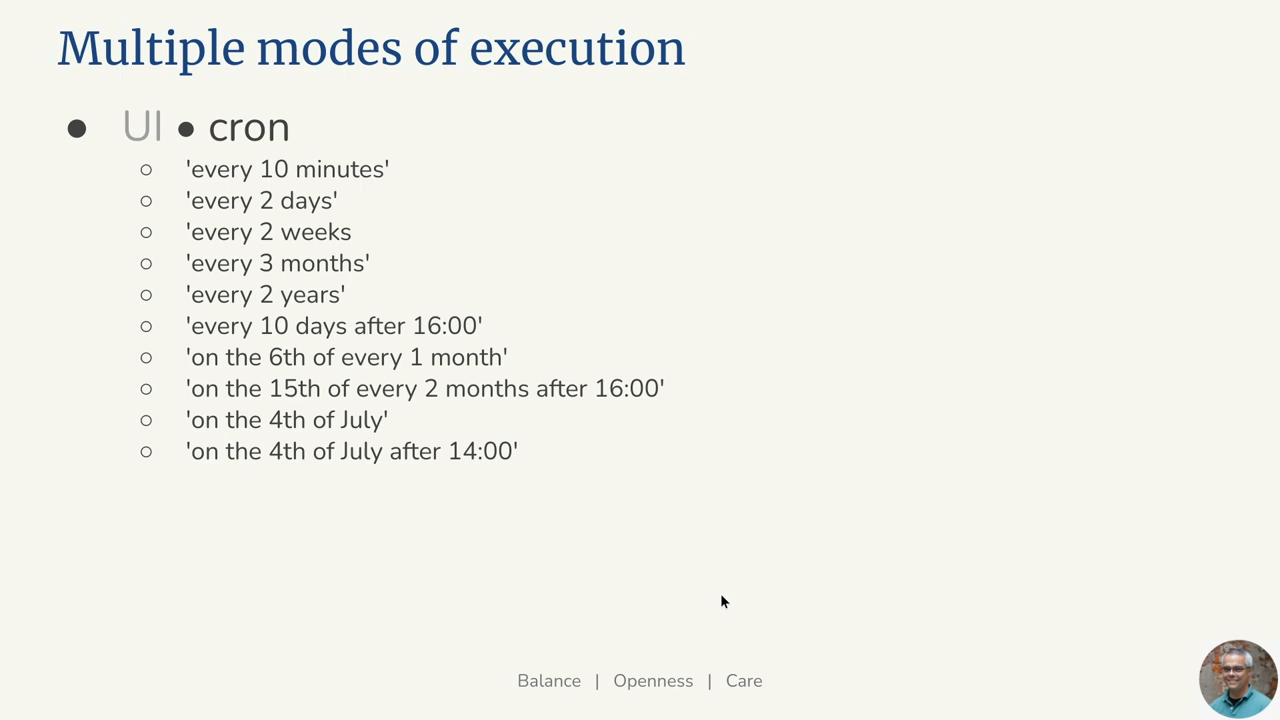 Multiple modes of execution
● UI ● cron
○ 'every 10 minutes'
○ 'every 2 days'
○ 'every 2 weeks
○ 'every 3 months'
○ 'every 2 years'
○ 'every 10 days after 16:00'
○ 'on the 6th of every 1 month'
○ 'on the 15th of every 2 months after 16:00'
○ 'on the 4th of July'
○ 'on the 4th of July after 14:00'
Balance | Openness | Care